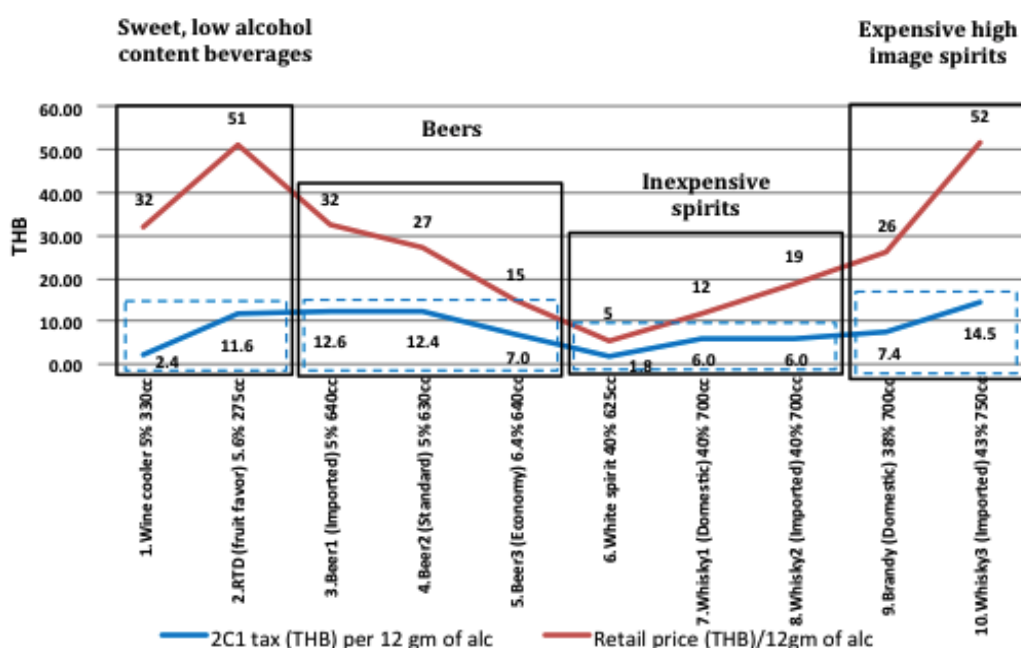 Sweet, low alcohol
content beverages
Expensive high
image spirits
Beers
Inexpensive
spirits
THB
60.00
50.00
40.00
30.00
20.00
10.00
0.00
32
51
32
27
15
5
12
19
26
52
2.4
11.6
12.6
12.4
7.0
1.8
6.0
6.0
7.4
14.5
1.Wine cooler 5% 330cc
2.RTD (fruit favor) 5.6% 275cc
3.Beer1 (Imported) 5% 640cc
4.Beer2 (Standard) 5% 630cc
5.Beer3 (Economy) 6.4% 640cc
6.White spirit 40% 625cc
7.Whisky1 (Domestic) 40% 700cc
8.Whisky2 (Imported) 40% 700cc
9.Brandy (Domestic) 38% 700cc
10.Whisky3 (Imported) 43% 750cc
2C1 tax (THB) per 12 gm of alc
Retail price (THB)/12gm of alc